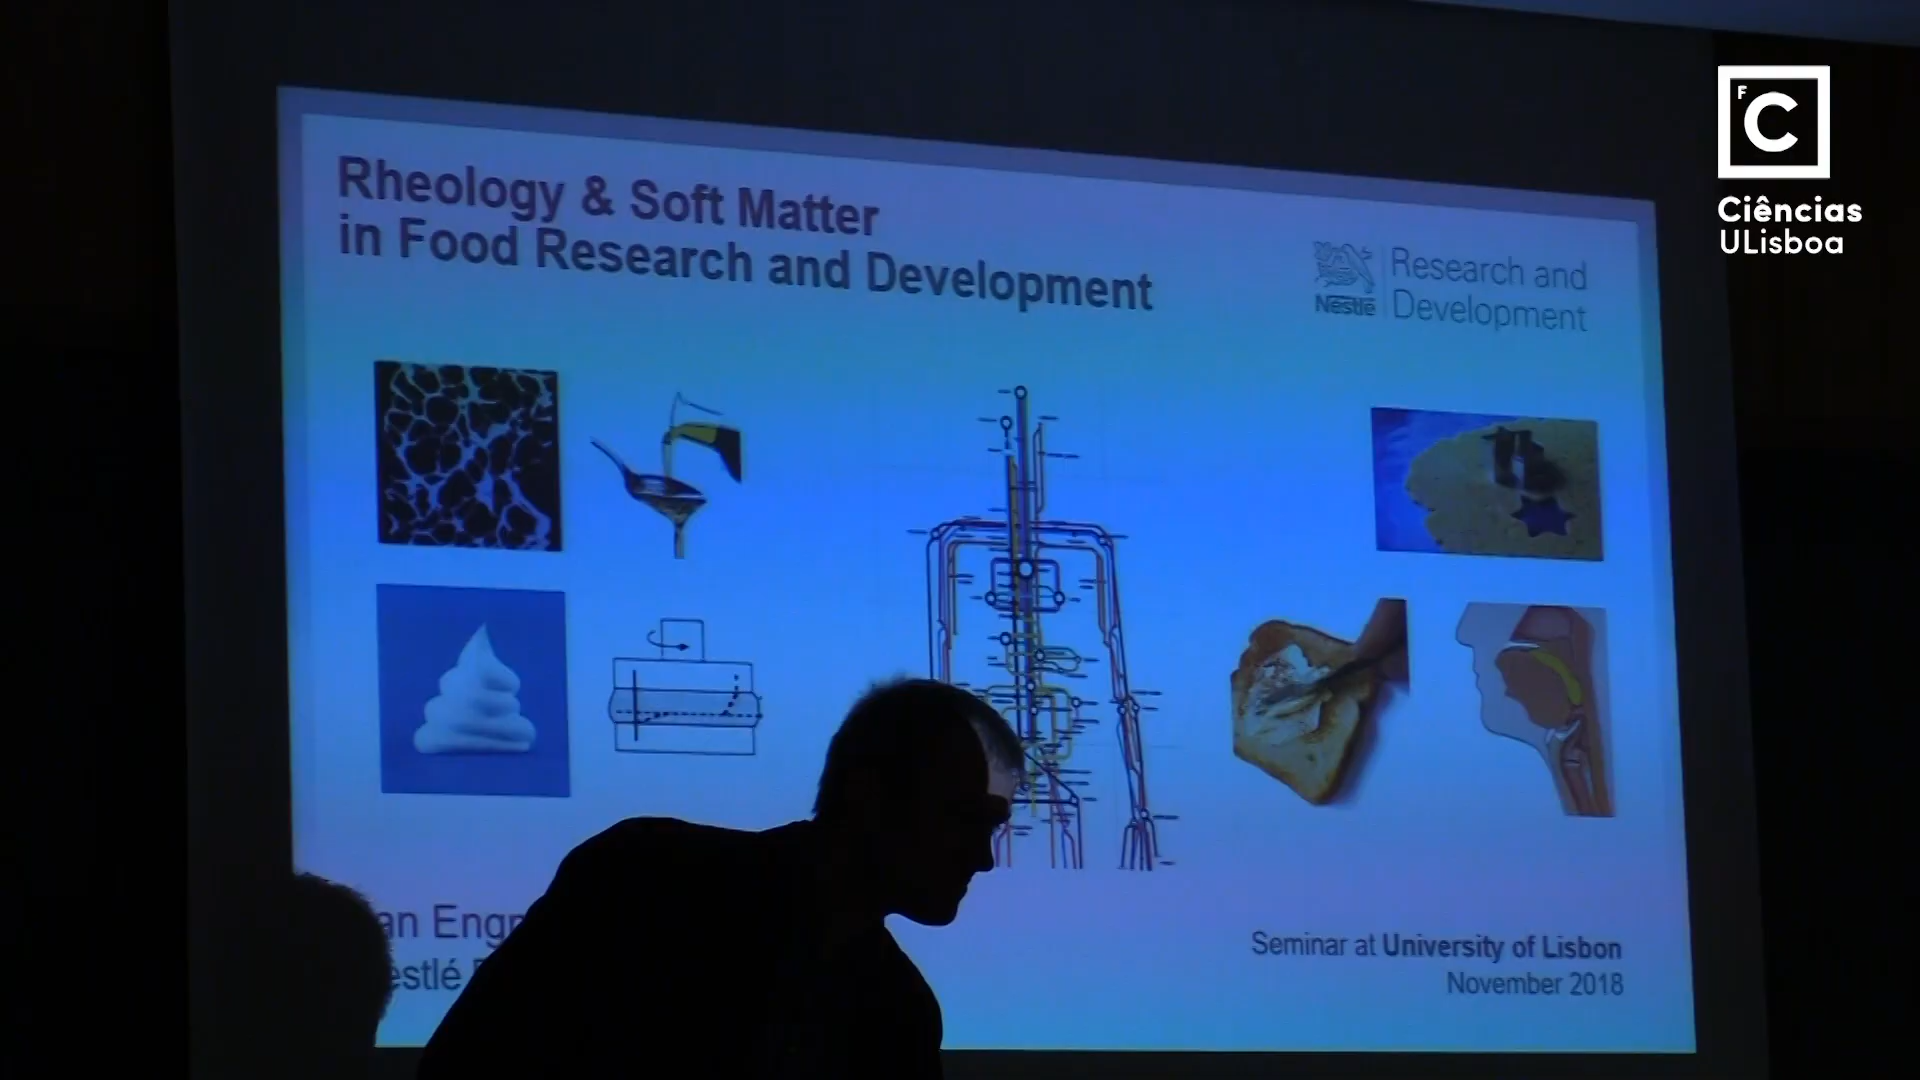 Rheology & Soft Matter
in Food Research and Development
Nestlé
Research and
Development
F
C
Ciências
ULisboa
Seminar at University of Lisbon
November 2018